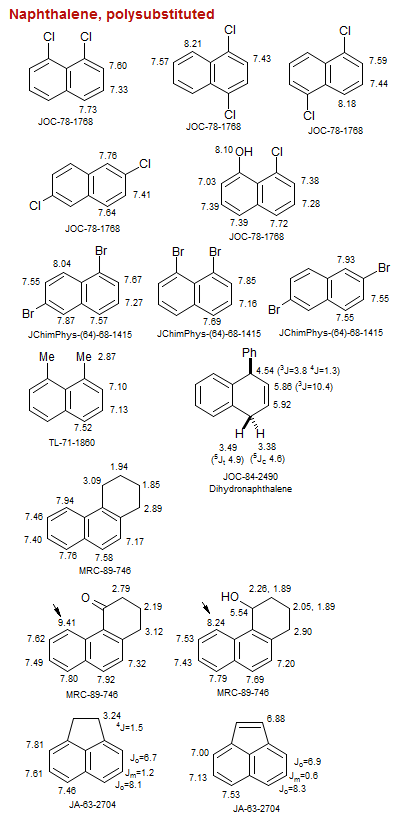 Naphthalene, polysubstituted
Cl Cl
7.60
7.33
7.73
JOC-78-1768
Cl
8.21
7.57
7.43
Cl
JOC-78-1768
Cl
7.59
7.44
Cl
8.18
JOC-78-1768
7.76
Cl
7.41
Cl
7.64
JOC-78-1768
8.10 OH Cl
7.03
7.38
7.39
7.28
7.39 7.72
JOC-78-1768
Br
8.04
7.55
7.67
7.27
Br
7.87 7.57
JChimPhys-(64)-68-1415
Br Br
7.85
7.16
7.69
JChimPhys-(64)-68-1415
7.93
Br
7.55
Br
7.55
JChimPhys-(64)-68-1415
Me Me 2.87
7.10
7.13
7.52
TL-71-1860
Ph
4.54 (³J=3.8 ⁴J=1.3)
5.86 (³J=10.4)
5.92
H H
3.49 3.38
(⁵Jt 4.9) (⁵Jc 4.6)
JOC-84-2490
Dihydronaphthalene
1.94
3.09
1.85
7.94
2.89
7.46
7.40
7.17
7.76 7.58
MRC-89-746
2.79
O
2.19
9.41
3.12
7.62
7.49
7.32
7.80 7.92
MRC-89-746
2.26, 1.89
HO
5.54
2.05, 1.89
8.24
2.90
7.53
7.43
7.20
7.79 7.69
MRC-89-746
3.24
⁴J=1.5
7.81
Jo=6.7
7.61
Jm=1.2
7.46
Jo=8.1
JA-63-2704
6.88
7.00
Jo=6.9
7.13
Jm=0.6
7.53
Jo=8.3
JA-63-2704